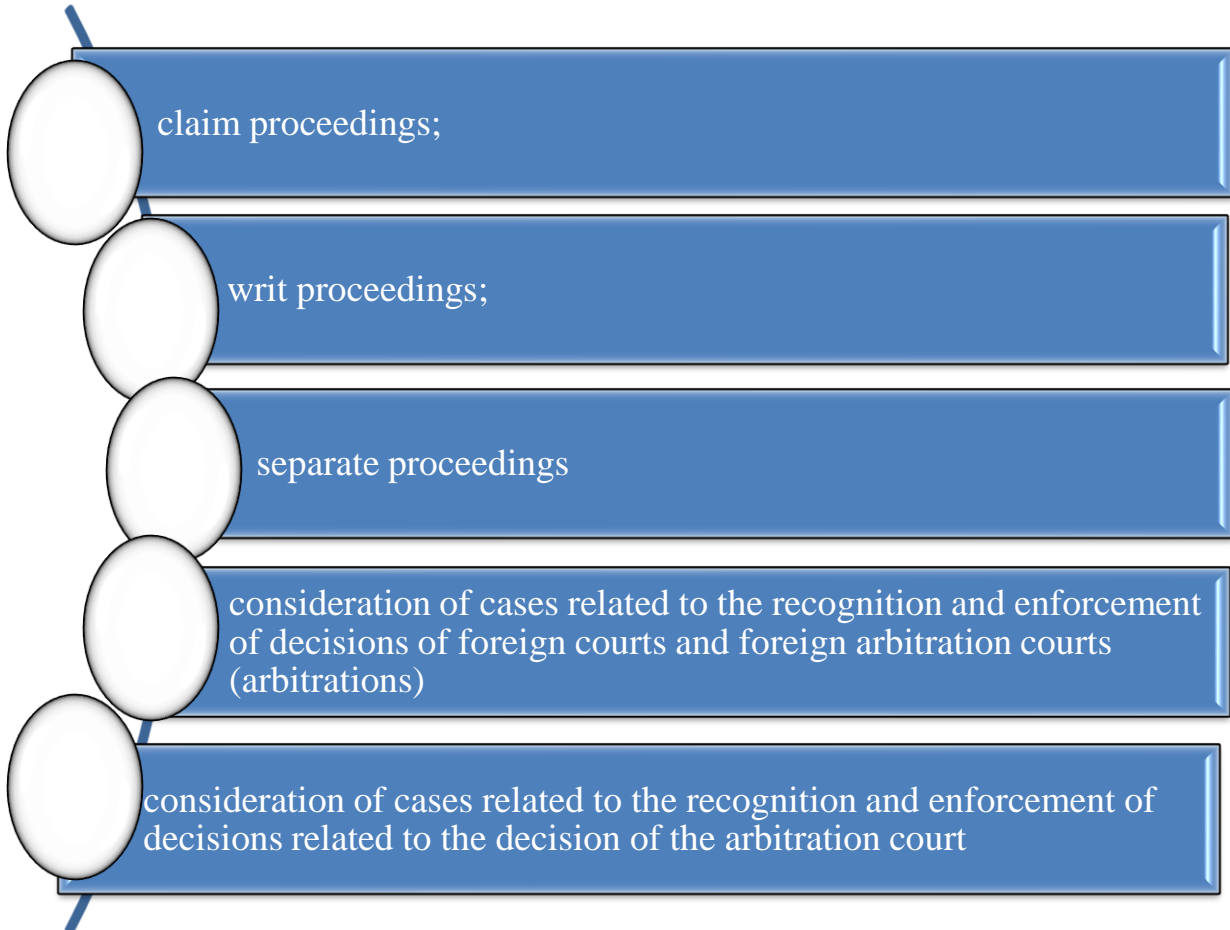 claim proceedings;
writ proceedings;
separate proceedings
consideration of cases related to the recognition and enforcement
of decisions of foreign courts and foreign arbitration courts
(arbitrations)
consideration of cases related to the recognition and enforcement of
decisions related to the decision of the arbitration court